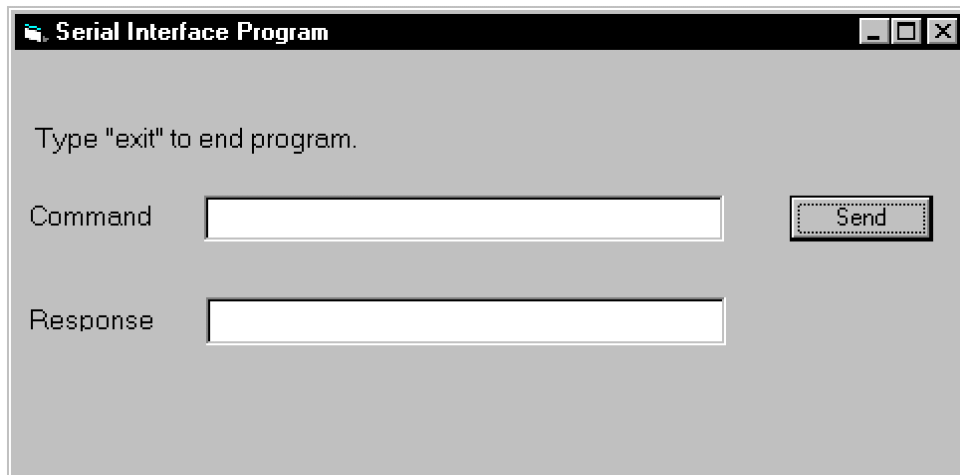 Serial Interface Program
Type "exit" to end program.
Command
Send
Response